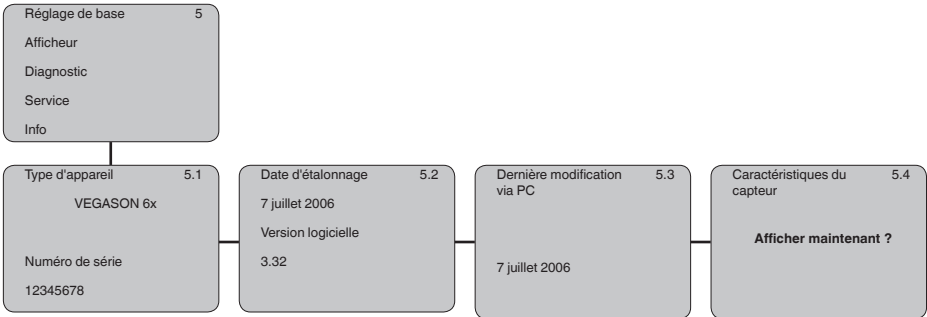 Réglage de base 5
Afficheur
Diagnostic
Service
Info
Type d'appareil 5.1
VEGASON 6x
Numéro de série
12345678
Date d'étalonnage 5.2
7 juillet 2006
Version logicielle
3.32
Dernière modification 5.3
via PC
7 juillet 2006
Caractéristiques du 5.4
capteur
Afficher maintenant ?